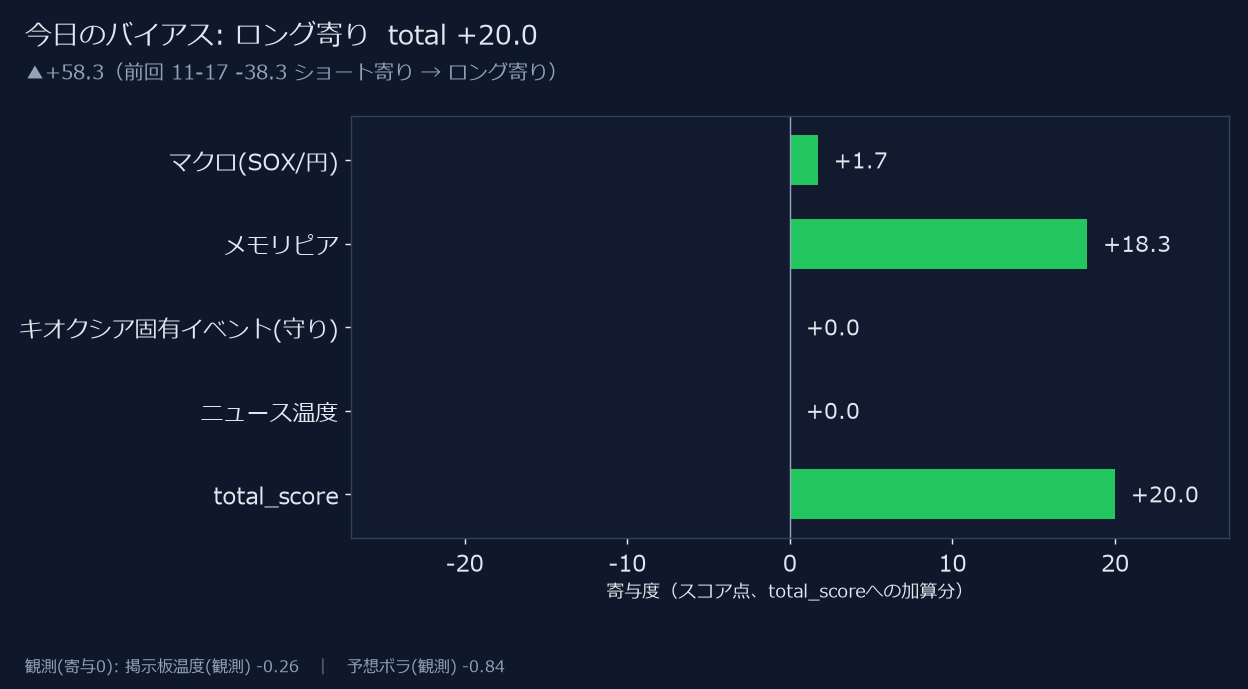 今日のバイアス: ロング寄り total +20.0
▲+58.3（前回 11-17 -38.3 ショート寄り → ロング寄り）
マクロ(SOX/円)
+1.7
メモリピア
+18.3
キオクシア固有イベント(守り)
+0.0
ニュース温度
+0.0
total_score
+20.0
-20 -10 0 10 20
寄与度（スコア点、total_scoreへの加算分）
観測(寄与0): 掲示板温度(観測) -0.26 ｜ 予想ボラ(観測) -0.84